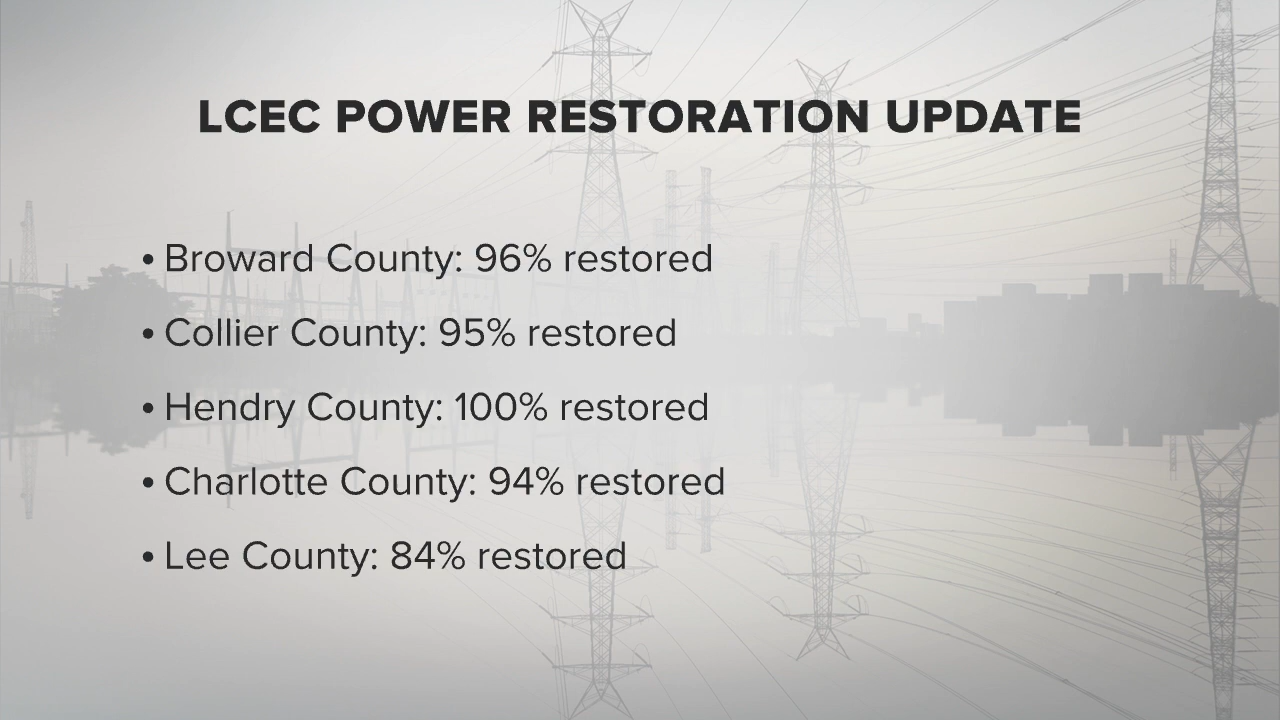 LCEC POWER RESTORATION UPDATE
• Broward County: 96% restored
• Collier County: 95% restored
• Hendry County: 100% restored
• Charlotte County: 94% restored
• Lee County: 84% restored